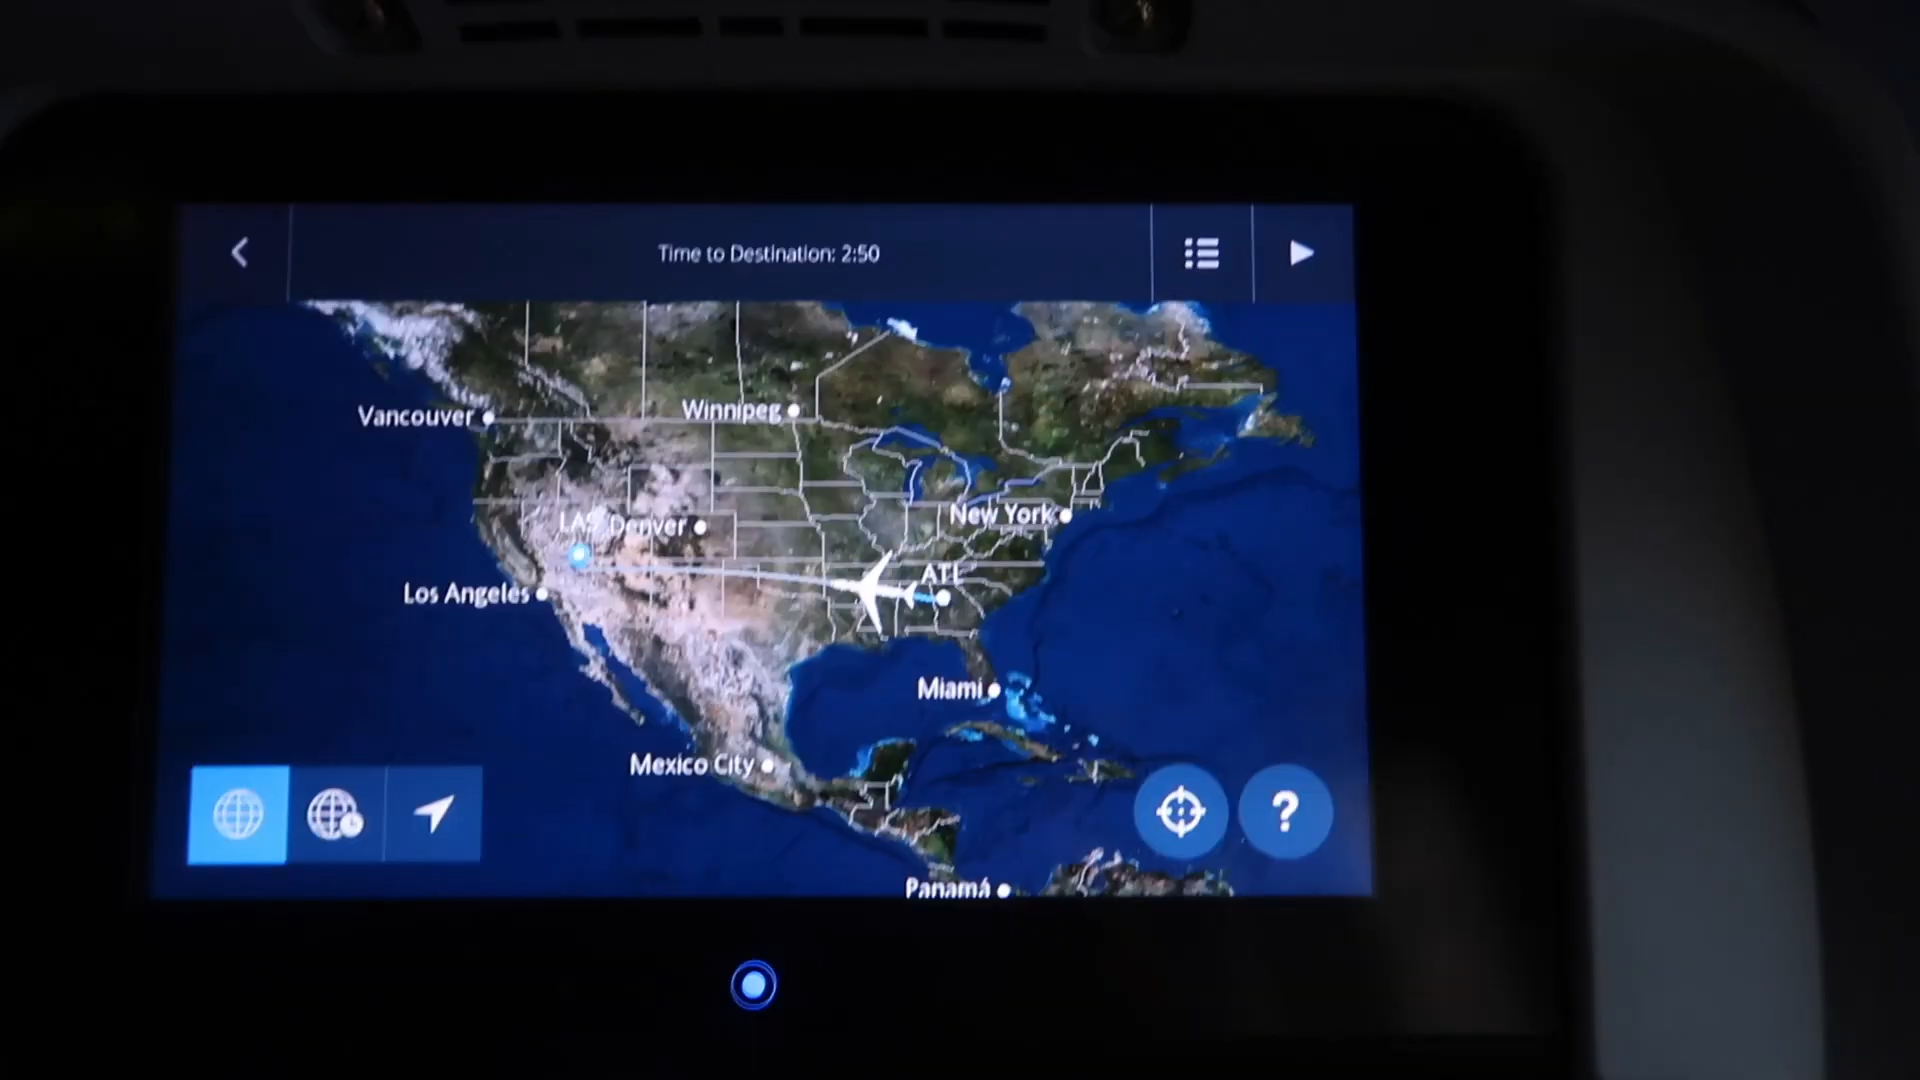 Time to Destination: 2:50
Vancouver
Winnipeg
LAS
Denver
New York
Los Angeles
ATL
Miami
Mexico City
?
Panamá